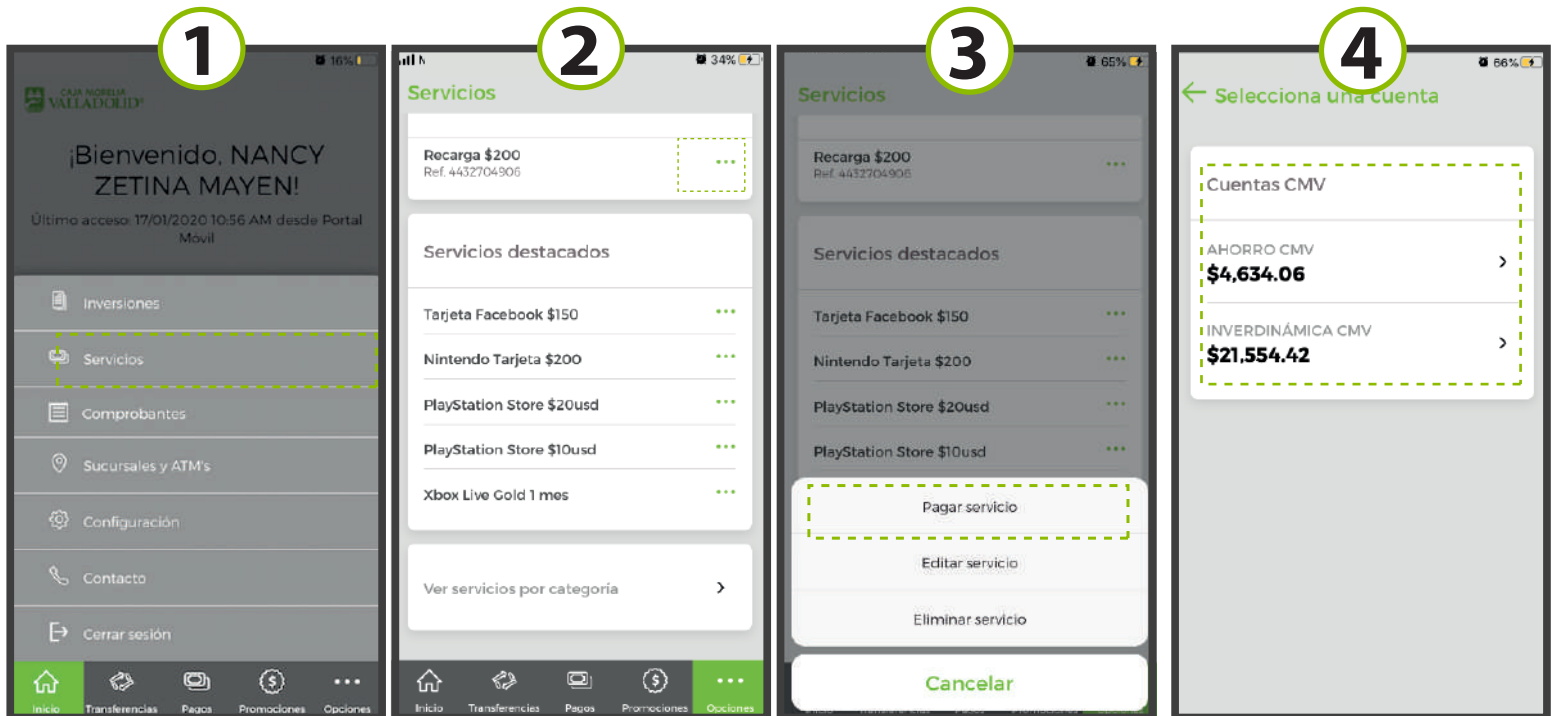 1
16%
CAJA MORELIA
VALLADOLID
¡Bienvenido, NANCY
ZETINA MAYEN!
Último acceso: 17/01/2020 10:56 AM desde Portal
Móvil
Inversiones
Servicios
Comprobantes
Sucursales y ATM's
Configuración
Contacto
Cerrar sesión
Inicio Transferencias Pagos Promociones Opciones
2
N 34%
Servicios
Recarga $200
Ref. 4432704906
Servicios destacados
Tarjeta Facebook $150
Nintendo Tarjeta $200
PlayStation Store $20usd
PlayStation Store $10usd
Xbox Live Gold 1 mes
Ver servicios por categoría
Inicio Transferencias Pagos Promociones Opciones
3
65%
Servicios
Recarga $200
Ref. 4432704906
Servicios destacados
Tarjeta Facebook $150
Nintendo Tarjeta $200
PlayStation Store $20usd
PlayStation Store $10usd
Pagar servicio
Editar servicio
Eliminar servicio
Cancelar
4
66%
Selecciona una cuenta
Cuentas CMV
AHORRO CMV
$4,634.06
INVERDINÁMICA CMV
$21,554.42